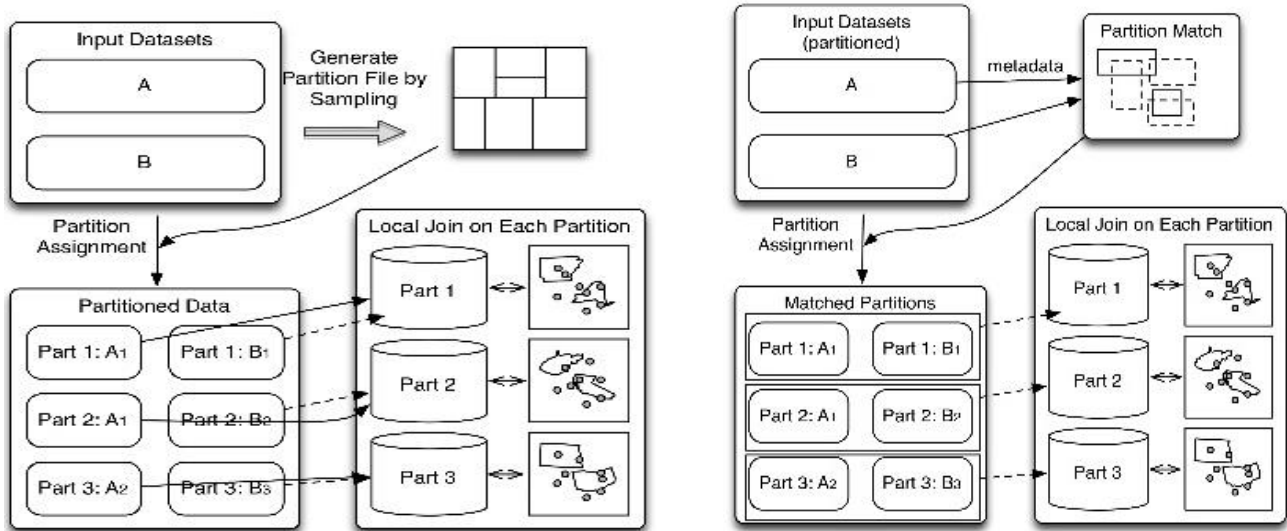 Input Datasets
A
B
Generate
Partition File by
Sampling
Partition
Assignment
Partitioned Data
Part 1: A1
Part 1: B1
Part 2: A1
Part 2: B2
Part 3: A2
Part 3: B3
Local Join on Each Partition
Part 1
Part 2
Part 3
Input Datasets
(partitioned)
A
B
metadata
Partition Match
Partition
Assignment
Matched Partitions
Part 1: A1
Part 1: B1
Part 2: A1
Part 2: B2
Part 3: A2
Part 3: B3
Local Join on Each Partition
Part 1
Part 2
Part 3